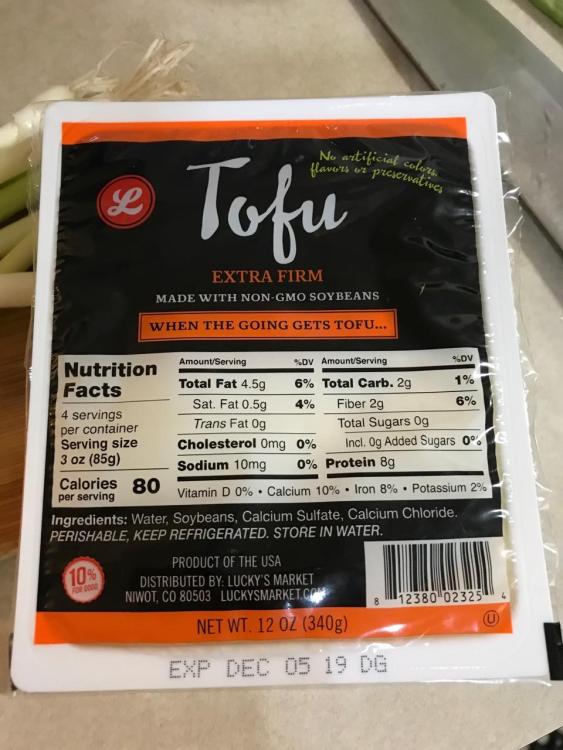 No artificial colors,
flavors or preservatives
L
Tofu
EXTRA FIRM
MADE WITH NON-GMO SOYBEANS
WHEN THE GOING GETS TOFU...
Nutrition
Facts
4 servings
per container
Serving size
3 oz (85g)
Calories 80
per serving
Amount/Serving %DV
Total Fat 4.5g 6%
Sat. Fat 0.5g 4%
Trans Fat 0g
Cholesterol 0mg 0%
Sodium 10mg 0%
Amount/Serving %DV
Total Carb. 2g 1%
Fiber 2g 6%
Total Sugars 0g
Incl. 0g Added Sugars 0%
Protein 8g
Vitamin D 0% • Calcium 10% • Iron 8% • Potassium 2%
Ingredients: Water, Soybeans, Calcium Sulfate, Calcium Chloride.
PERISHABLE, KEEP REFRIGERATED. STORE IN WATER.
10%
FOR GOOD
PRODUCT OF THE USA
DISTRIBUTED BY: LUCKY'S MARKET
NIWOT, CO 80503 LUCKYSMARKET.COM
8 12380 02325 4
NET WT. 12 OZ (340g)
U
EXP DEC 05 19 DG